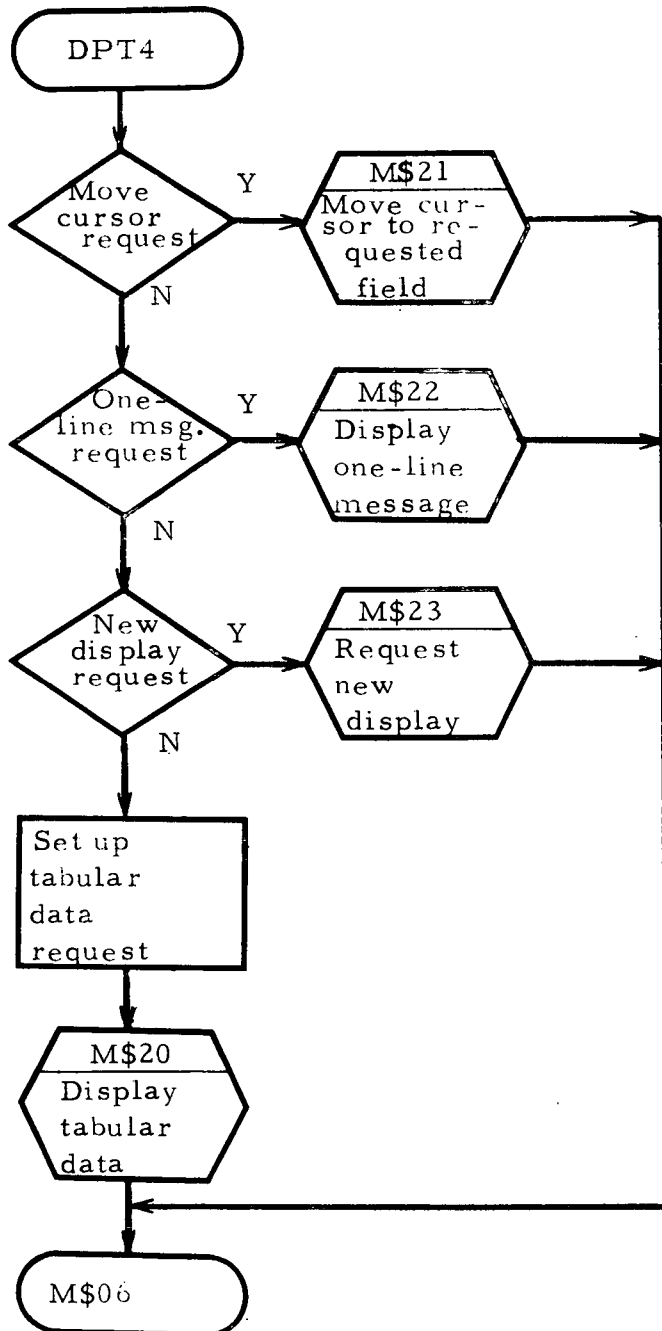 DPT4
Move
cursor
request
Y
N
M$21
Move cur-
sor to re-
quested
field
One-
line msg.
request
Y
N
M$22
Display
one-line
message
New
display
request
Y
N
M$23
Request
new
display
Set up
tabular
data
request
M$20
Display
tabular
data
M$06